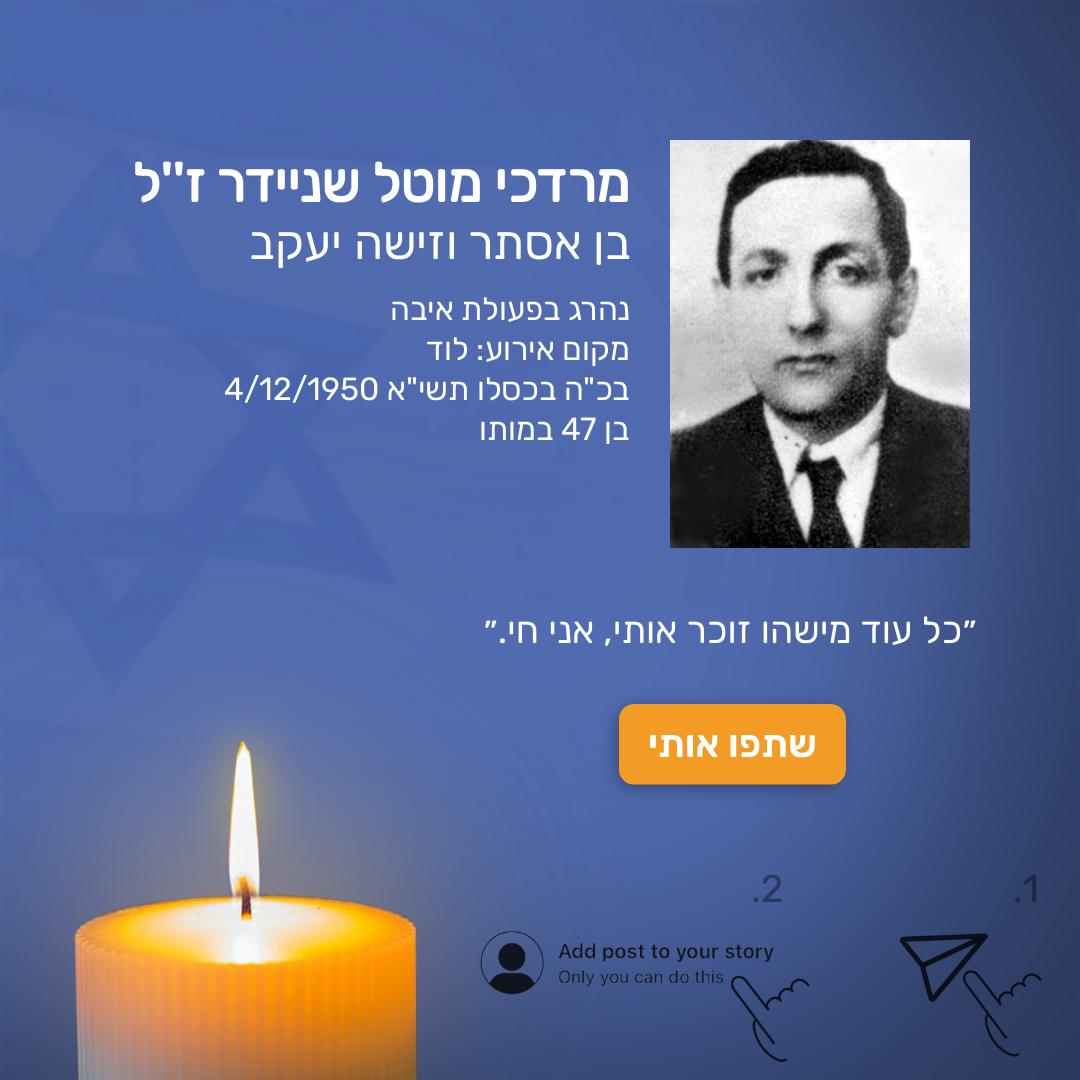 מרדכי מוטל שניידר ז"ל
בן אסתר וזישה יעקב
נהרג בפעולת איבה
מקום אירוע: לוד
בכ"ה בכסלו תשי"א 4/12/1950
בן 47 במותו
״כל עוד מישהו זוכר אותי, אני חי.״
שתפו אותי
.1
.2
Add post to your story
Only you can do this